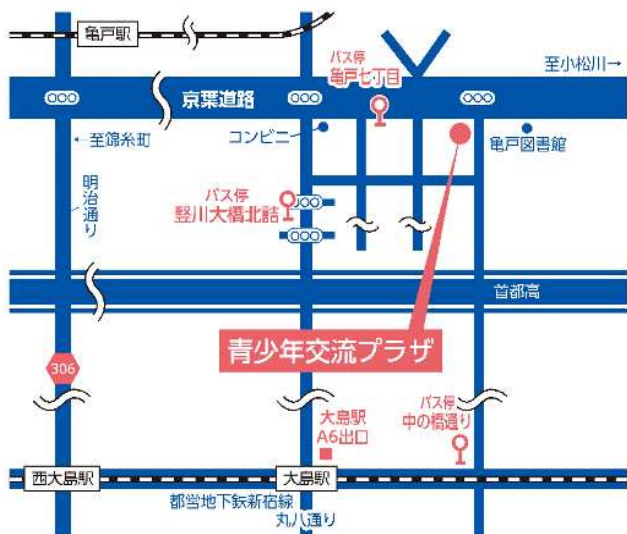 亀戸駅
バス停
亀戸七丁目
至小松川→
京葉道路
←至錦糸町
コンビニ
亀戸図書館
明治通り
バス停
竪川大橋北詰
首都高
青少年交流プラザ
306
大島駅
A6出口
バス停
中の橋通り
西大島駅
大島駅
都営地下鉄新宿線
丸八通り